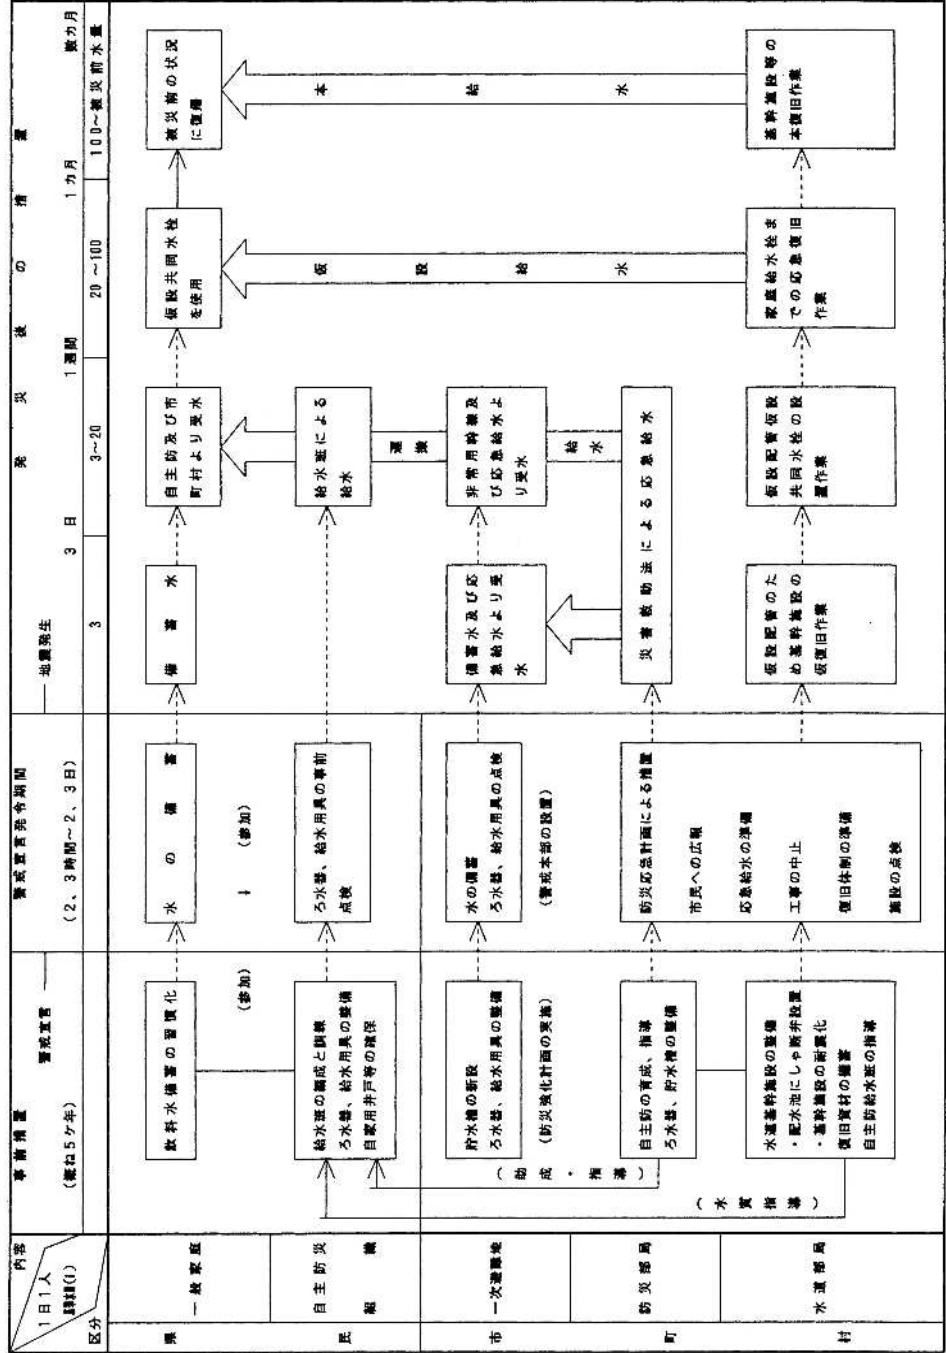 内容
1日1人
区分
事前措置
(概ね5ケ年)
警戒宣言
警戒宣言発令期間
(2、3時間～2、3日)
地震発生
発災後の措置
3日
1週間
1カ月
数カ月
3
3～20
20～100
100～被災前水量
県民
一般家庭
飲料水備蓄の習慣化
水の備蓄
備蓄水
自主防及び市
町村より受水
仮設共同水栓
を使用
被災前の状況
に復帰
(参加)
(参加)
自主防災
組織
給水班の編成と訓練
ろ水器、給水用具の整備
自家用井戸等の確保
ろ水器、給水用具の事前
点検
給水班による
給水
運搬
市町村
一次避難地
貯水槽の新設
ろ水器、給水用具の整備
(防災強化計画の実施)
水の備蓄
ろ水器、給水用具の点検
(警戒本部の設置)
備蓄水及び応
急給水より受
水
非常用幹線及
び応急給水よ
り受水
給水
(助成・指導)
防災部局
自主防の育成、指導
ろ水器、貯水槽の整備
防災応急計画による措置
市民への広報
応急給水の準備
工事の中止
復旧体制の準備
施設の点検
災害救助法による応急給水
(水質指導)
水道部局
水道基幹施設の整備
・配水池にしゃ断弁設置
・基幹施設の耐震化
復旧資材の備蓄
自主防給水班の指導
仮設配管のた
め基幹施設の
仮復旧作業
仮設配管仮設
共同水栓の設
置作業
家庭給水栓ま
での応急復旧
作業
基幹施設等の
本復旧作業
仮設給水
本給水